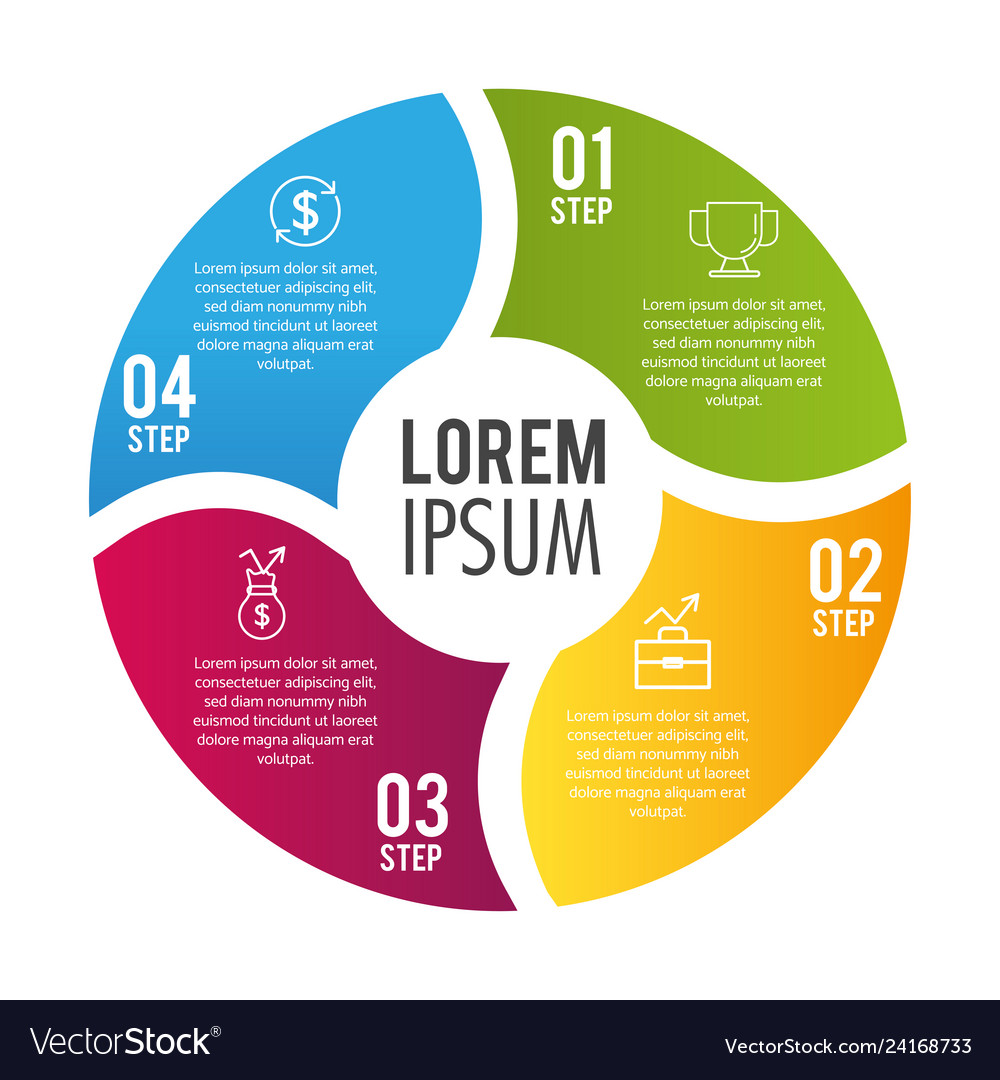 01
STEP
Lorem ipsum dolor sit amet,
consectetuer adipiscing elit,
sed diam nonummy nibh
euismod tincidunt ut laoreet
dolore magna aliquam erat
volutpat.
02
STEP
Lorem ipsum dolor sit amet,
consectetuer adipiscing elit,
sed diam nonummy nibh
euismod tincidunt ut laoreet
dolore magna aliquam erat
volutpat.
03
STEP
$
Lorem ipsum dolor sit amet,
consectetuer adipiscing elit,
sed diam nonummy nibh
euismod tincidunt ut laoreet
dolore magna aliquam erat
volutpat.
04
STEP
$
Lorem ipsum dolor sit amet,
consectetuer adipiscing elit,
sed diam nonummy nibh
euismod tincidunt ut laoreet
dolore magna aliquam erat
volutpat.
LOREM
IPSUM
VectorStock®
VectorStock.com/24168733